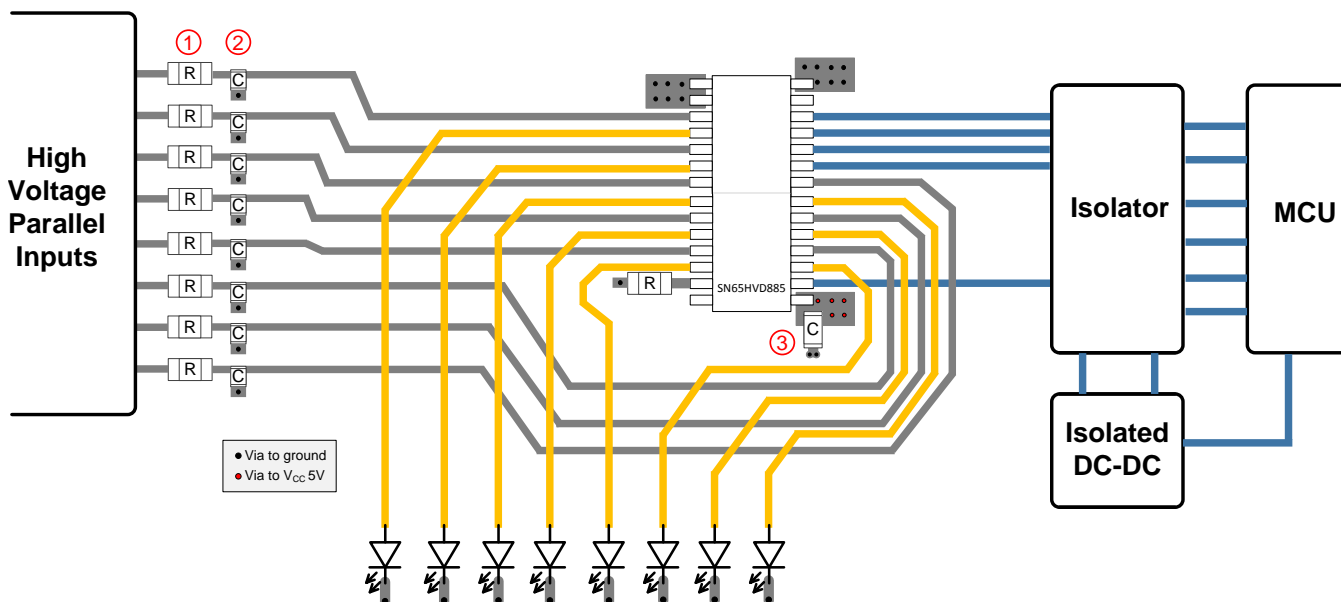 ①
②
R
C
R
C
R
C
R
C
R
C
R
C
R
C
R
C
High
Voltage
Parallel
Inputs
R
SN65HVD885
C
③
Isolator
MCU
Isolated
DC-DC
Via to ground
Via to VCC 5V